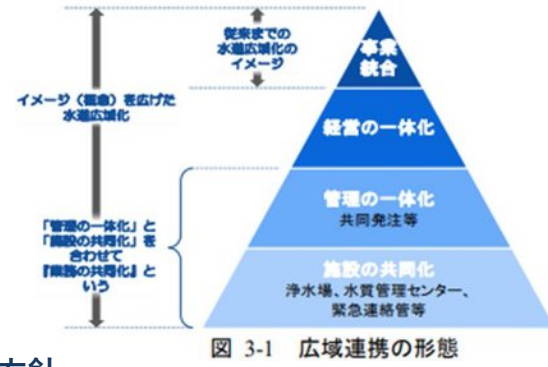 従来までの
水道広域化の
イメージ
イメージ（概念）を広げた
水道広域化
「管理の一体化」と
「施設の共同化」を
合わせて
『業務の共同化』と
いう
事業
統合
経営の一体化
管理の一体化
共同発注等
施設の共同化
浄水場、水質管理センター、
緊急連絡管等
図 3-1 広域連携の形態
方針